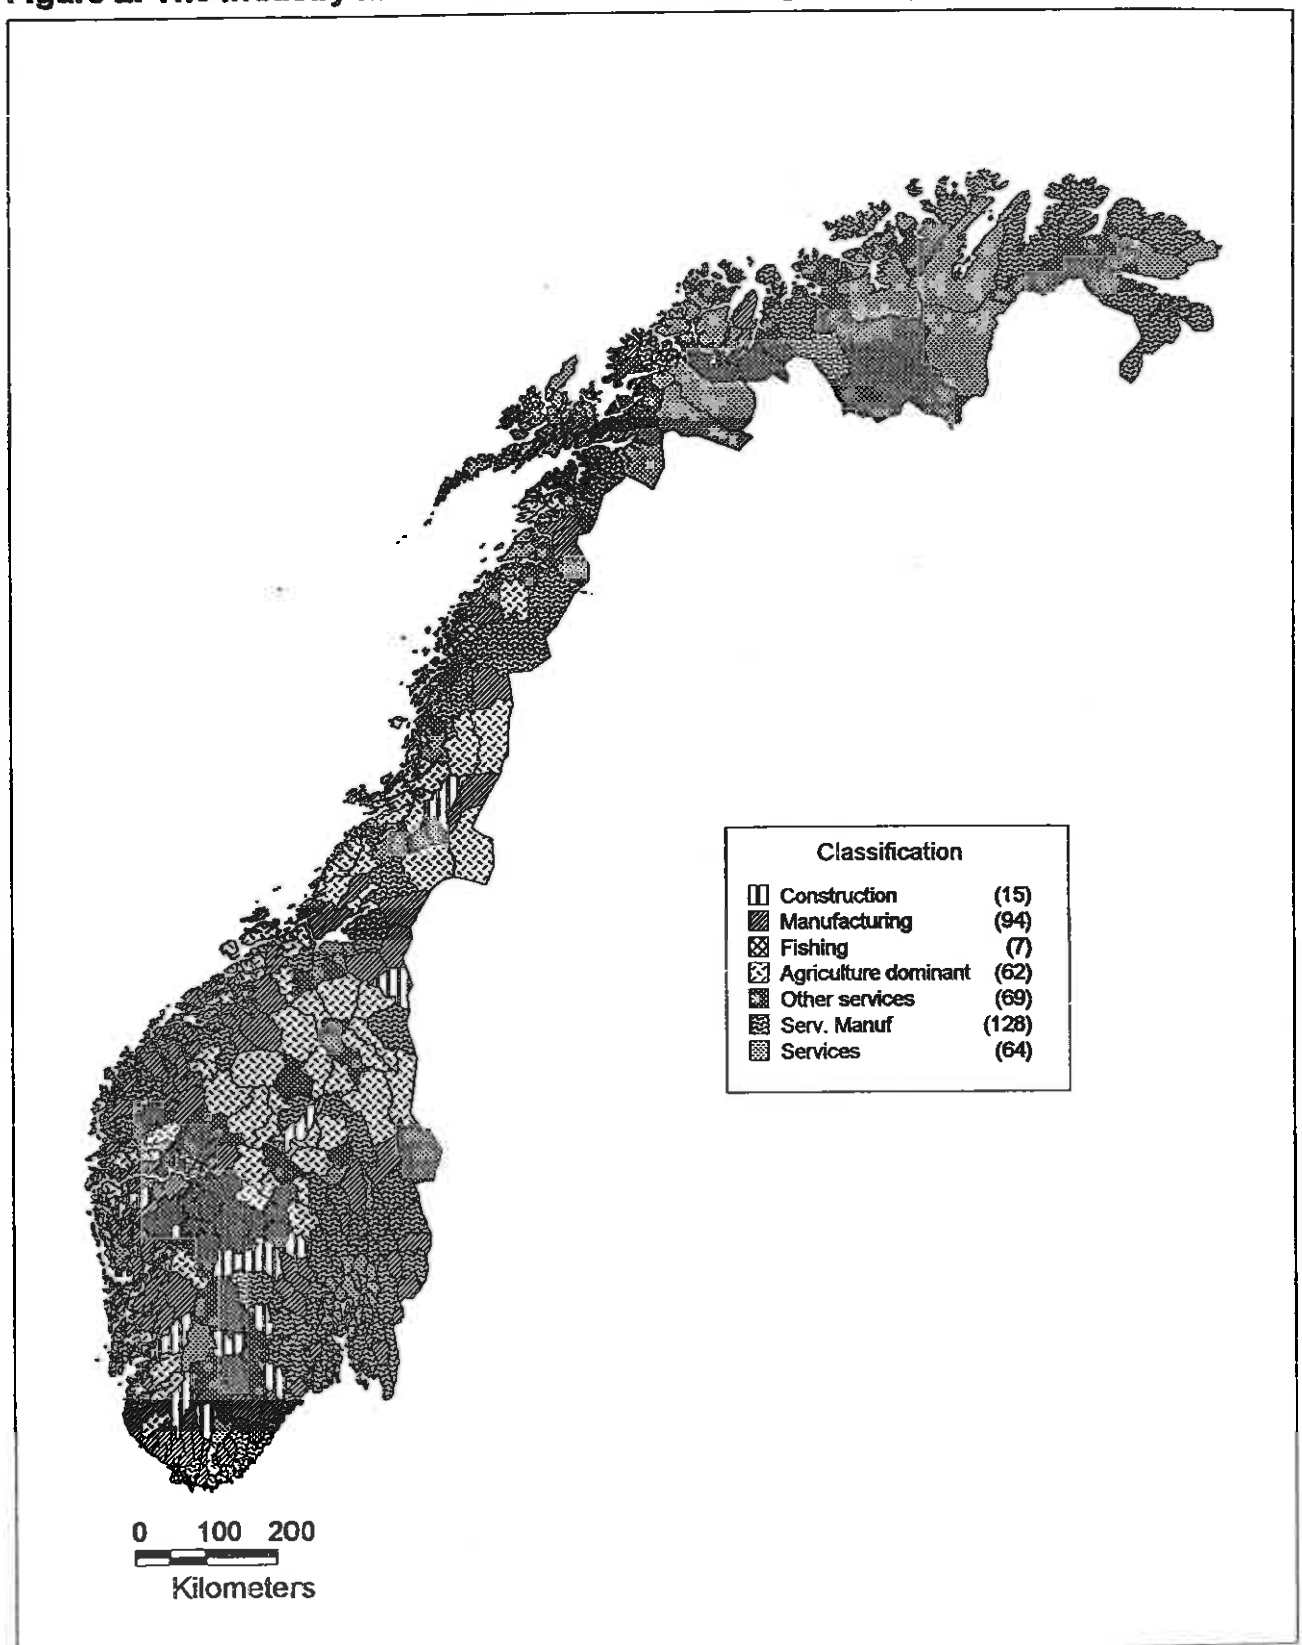 Classification
Construction (15)
Manufacturing (94)
Fishing (7)
Agriculture dominant (62)
Other services (69)
Serv. Manuf (128)
Services (64)
0 100 200
Kilometers